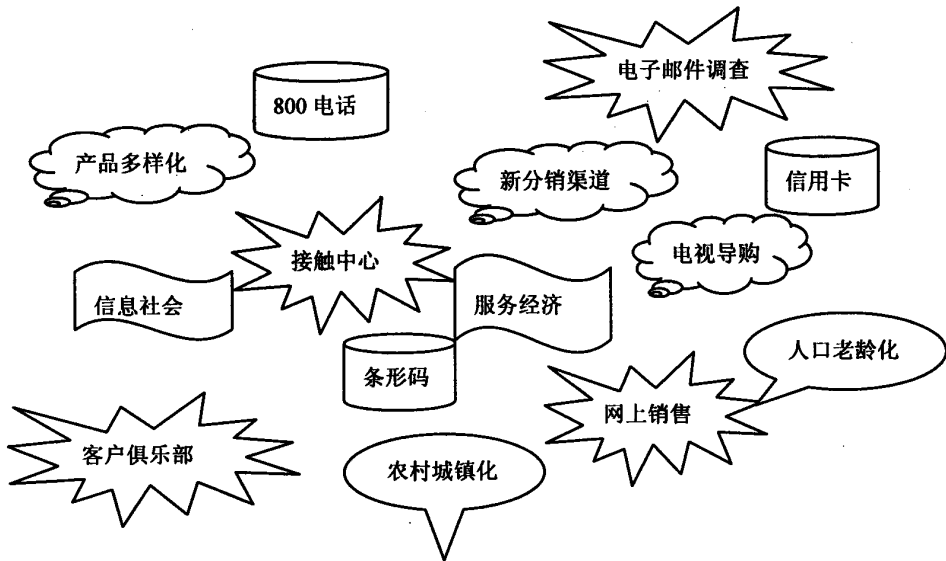 电子邮件调查
800 电话
产品多样化
新分销渠道
信用卡
电视导购
接触中心
信息社会
服务经济
人口老龄化
条形码
网上销售
客户俱乐部
农村城镇化